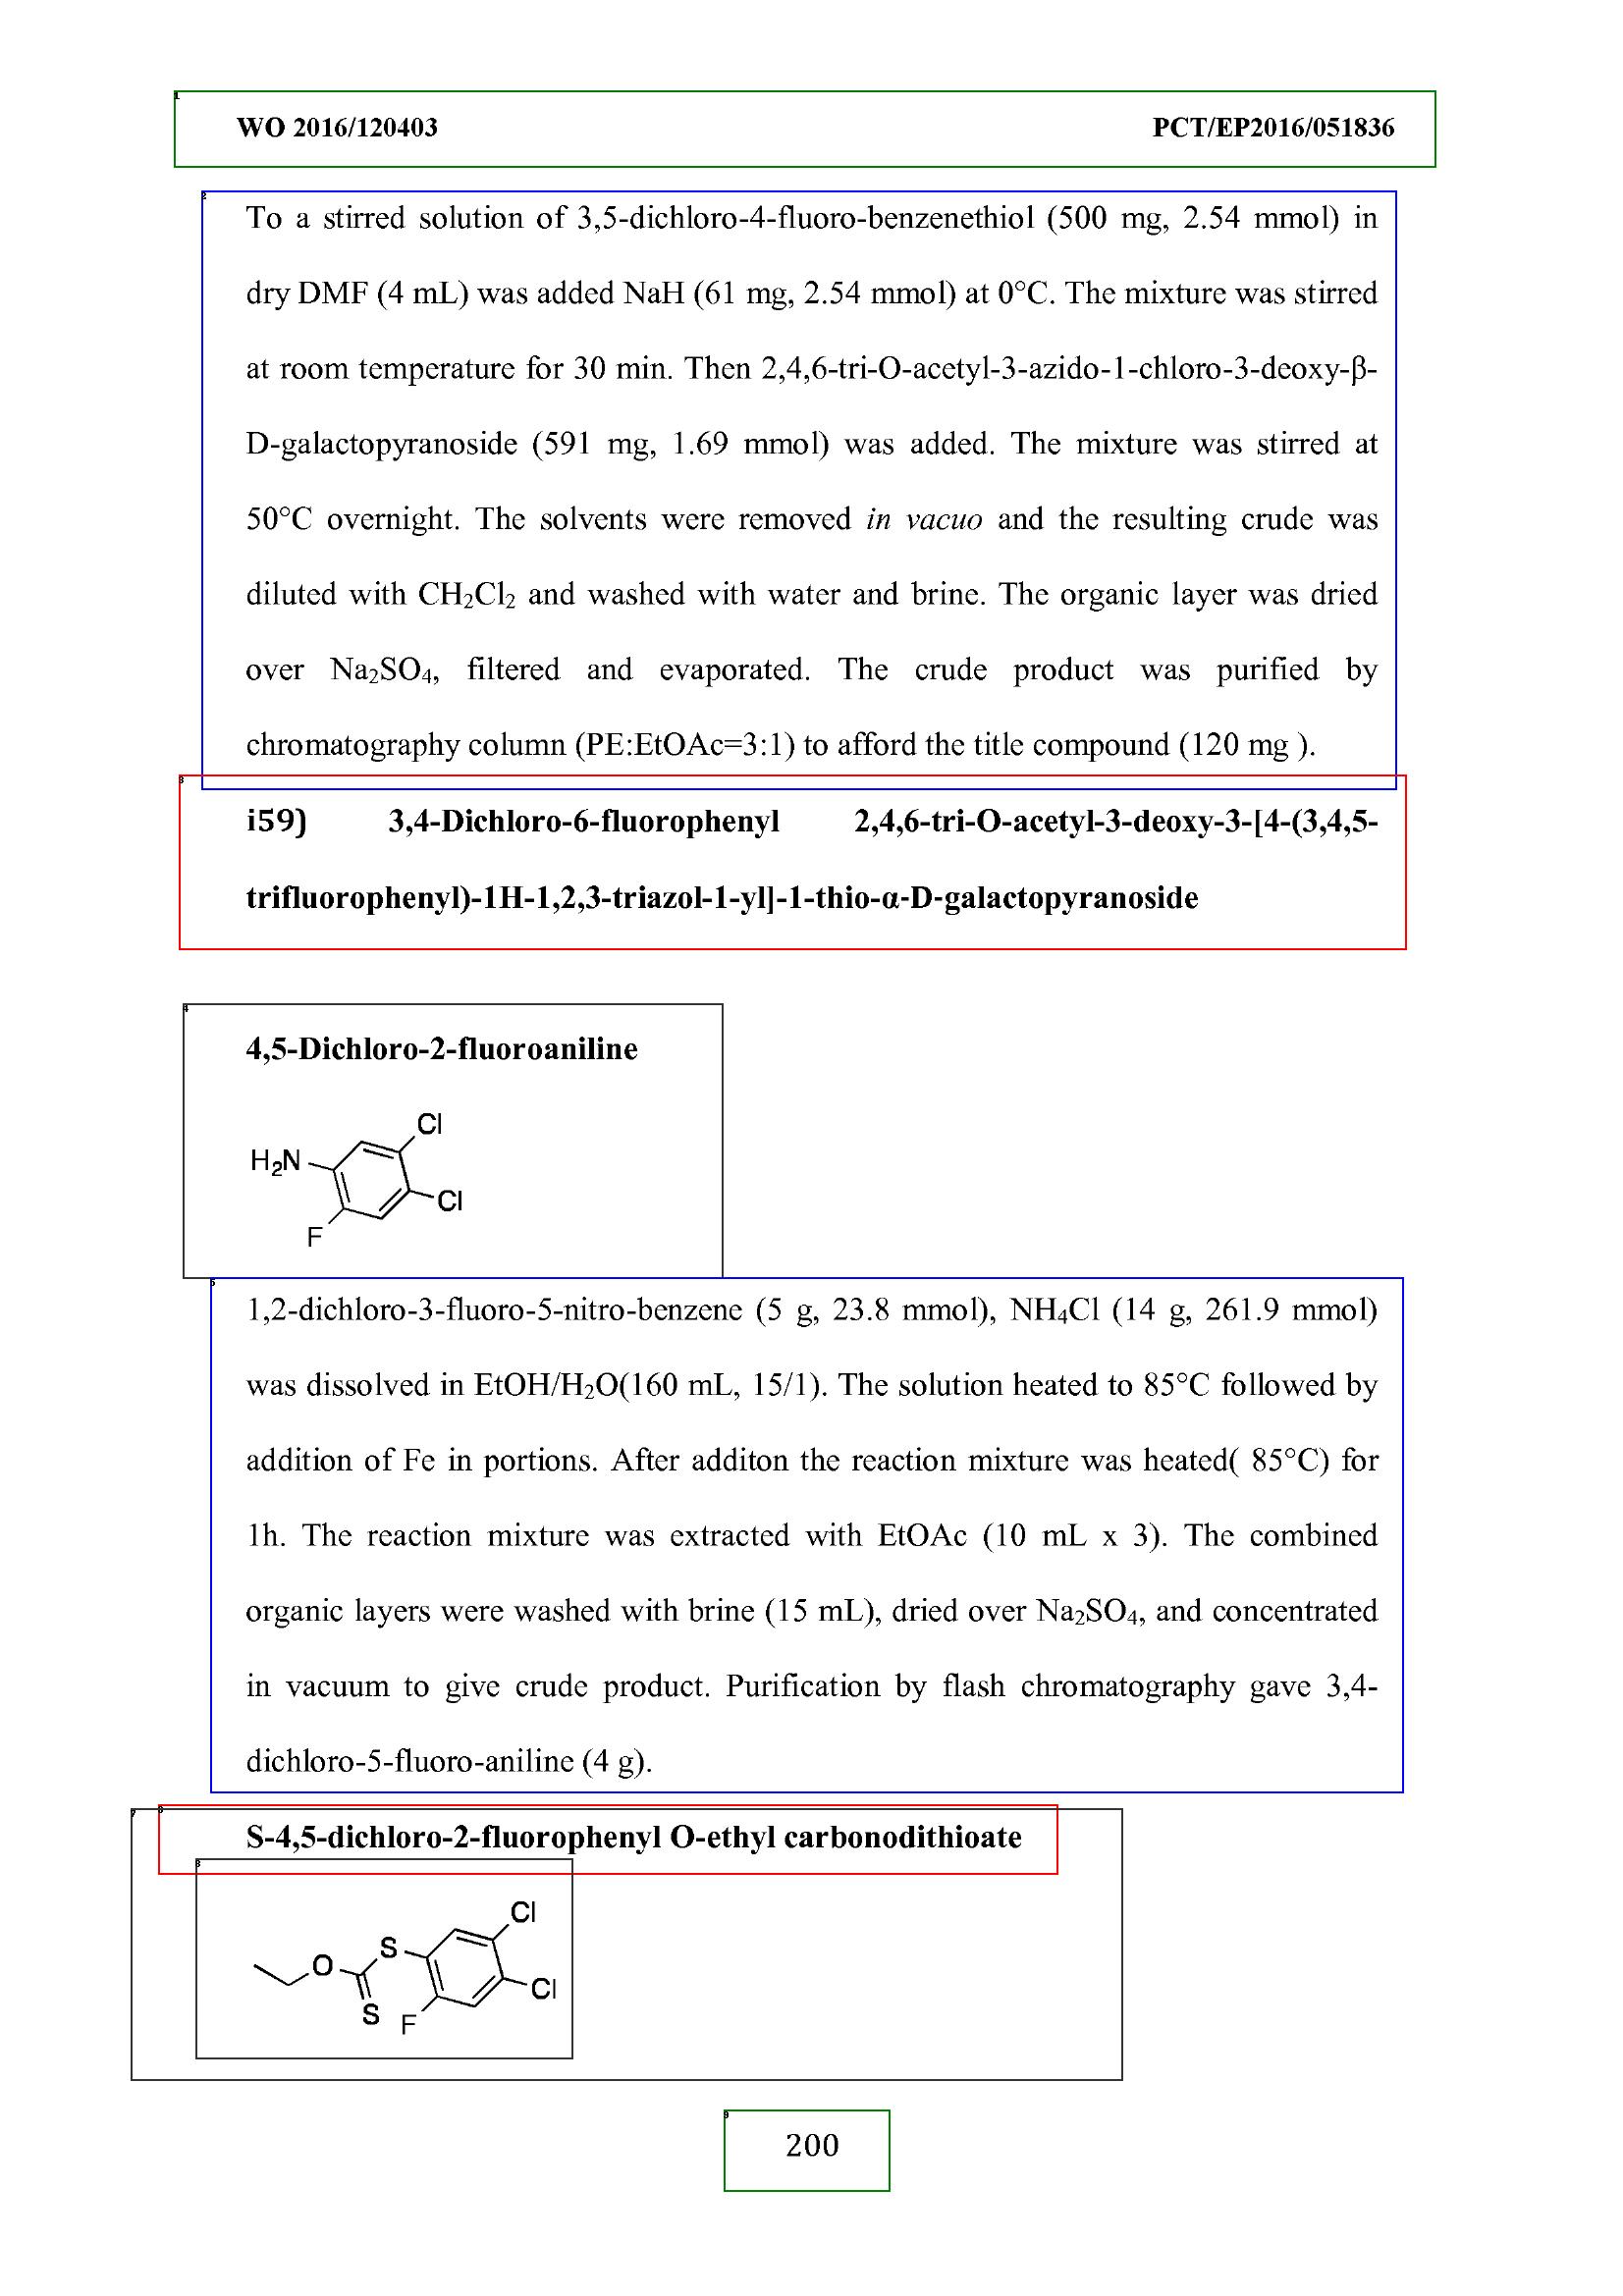 WO 2016/120403 PCT/EP2016/051836
To a stirred solution of 3,5-dichloro-4-fluoro-benzenethiol (500 mg, 2.54 mmol) in
dry DMF (4 mL) was added NaH (61 mg, 2.54 mmol) at 0°C. The mixture was stirred
at room temperature for 30 min. Then 2,4,6-tri-O-acetyl-3-azido-1-chloro-3-deoxy-β-
D-galactopyranoside (591 mg, 1.69 mmol) was added. The mixture was stirred at
50°C overnight. The solvents were removed in vacuo and the resulting crude was
diluted with CH₂Cl₂ and washed with water and brine. The organic layer was dried
over Na₂SO₄, filtered and evaporated. The crude product was purified by
chromatography column (PE:EtOAc=3:1) to afford the title compound (120 mg ).
i59) 3,4-Dichloro-6-fluorophenyl 2,4,6-tri-O-acetyl-3-deoxy-3-[4-(3,4,5-
trifluorophenyl)-1H-1,2,3-triazol-1-yl]-1-thio-α-D-galactopyranoside
4,5-Dichloro-2-fluoroaniline
Cl
H₂N
Cl
F
1,2-dichloro-3-fluoro-5-nitro-benzene (5 g, 23.8 mmol), NH₄Cl (14 g, 261.9 mmol)
was dissolved in EtOH/H₂O(160 mL, 15/1). The solution heated to 85°C followed by
addition of Fe in portions. After additon the reaction mixture was heated( 85°C) for
1h. The reaction mixture was extracted with EtOAc (10 mL x 3). The combined
organic layers were washed with brine (15 mL), dried over Na₂SO₄, and concentrated
in vacuum to give crude product. Purification by flash chromatography gave 3,4-
dichloro-5-fluoro-aniline (4 g).
S-4,5-dichloro-2-fluorophenyl O-ethyl carbonodithioate
Cl
S
O
Cl
S
F
200